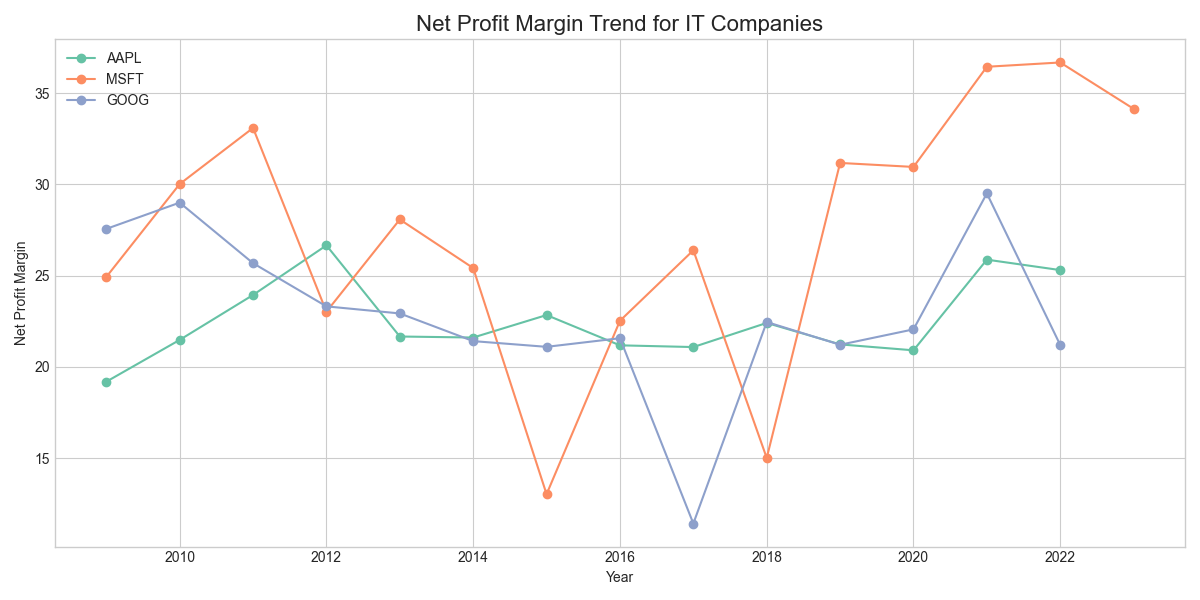 Net Profit Margin Trend for IT Companies
AAPL
MSFT
GOOG
35
30
25
20
15
Net Profit Margin
2010 2012 2014 2016 2018 2020 2022
Year